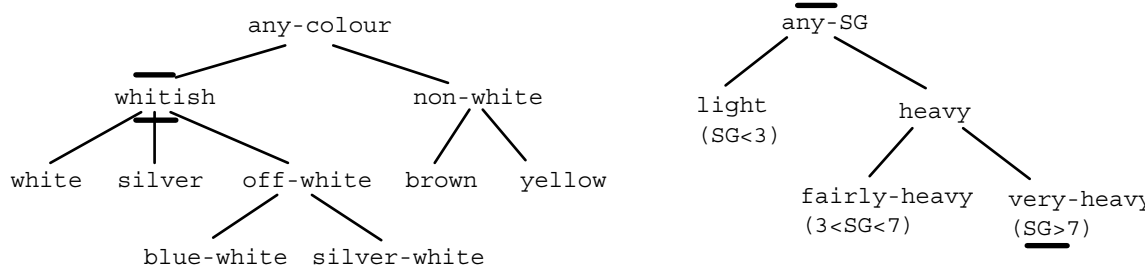 any-colour
whitish non-white
white silver off-white brown yellow
blue-white silver-white
any-SG
light heavy
(SG<3)
fairly-heavy very-heavy
(3<SG<7) (SG>7)